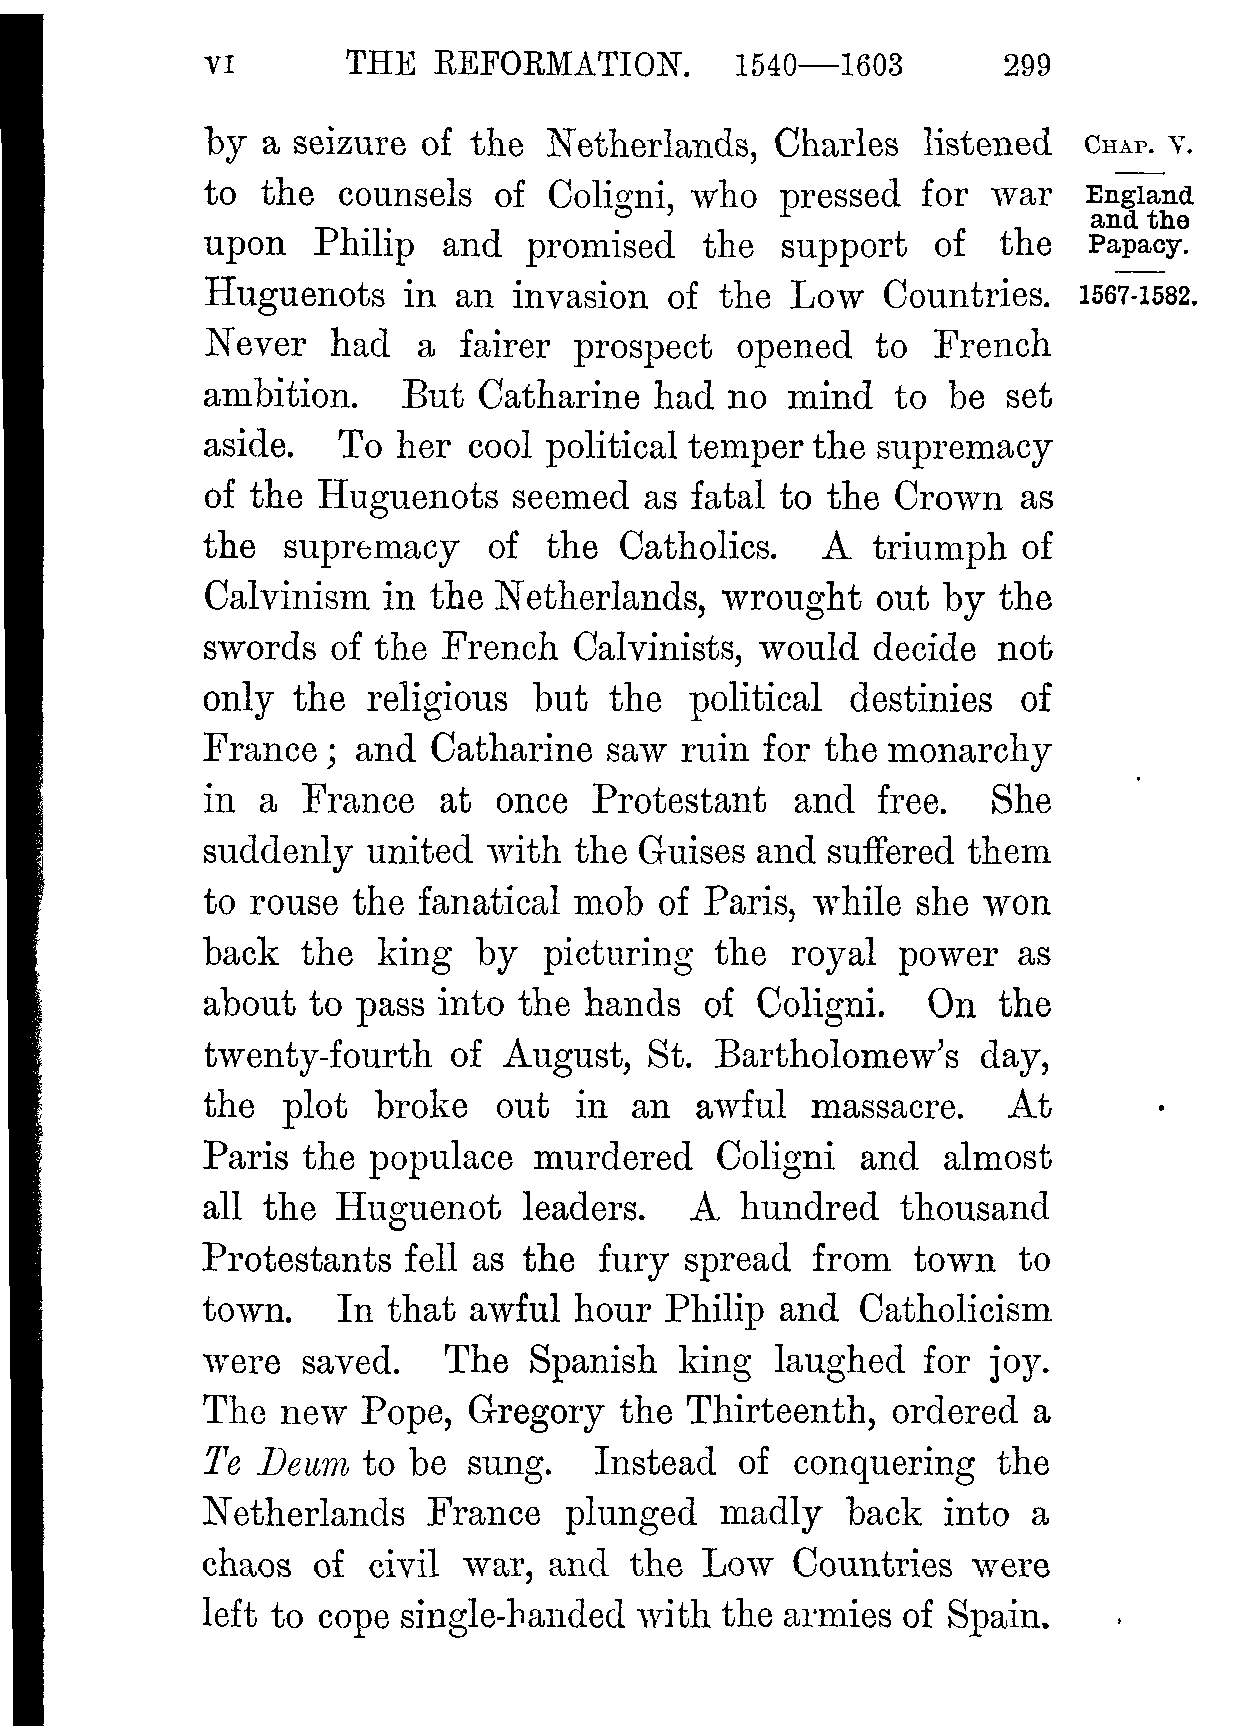 VI THE REFORMATION. 1540—1603 299
by a seizure of the Netherlands, Charles listened
to the counsels of Coligni, who pressed for war
upon Philip and promised the support of the
Huguenots in an invasion of the Low Countries.
Never had a fairer prospect opened to French
ambition. But Catharine had no mind to be set
aside. To her cool political temper the supremacy
of the Huguenots seemed as fatal to the Crown as
the supremacy of the Catholics. A triumph of
Calvinism in the Netherlands, wrought out by the
swords of the French Calvinists, would decide not
only the religious but the political destinies of
France; and Catharine saw ruin for the monarchy
in a France at once Protestant and free. She
suddenly united with the Guises and suffered them
to rouse the fanatical mob of Paris, while she won
back the king by picturing the royal power as
about to pass into the hands of Coligni. On the
twenty-fourth of August, St. Bartholomew's day,
the plot broke out in an awful massacre. At
Paris the populace murdered Coligni and almost
all the Huguenot leaders. A hundred thousand
Protestants fell as the fury spread from town to
town. In that awful hour Philip and Catholicism
were saved. The Spanish king laughed for joy.
The new Pope, Gregory the Thirteenth, ordered a
Te Deum to be sung. Instead of conquering the
Netherlands France plunged madly back into a
chaos of civil war, and the Low Countries were
left to cope single-handed with the armies of Spain.
CHAP. V.
England
and the
Papacy.
1567-1582.